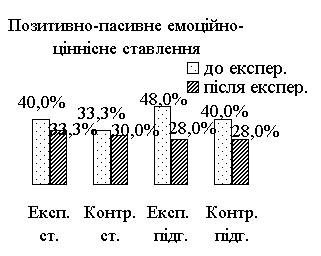 Позитивно-пасивне емоційно-
ціннісне ставлення
до експер.
після експер.
40,0% 33,3% 33,3% 30,0% 48,0% 28,0% 40,0% 28,0%
Експ. Контр. Експ. Контр.
ст. ст. підг. підг.